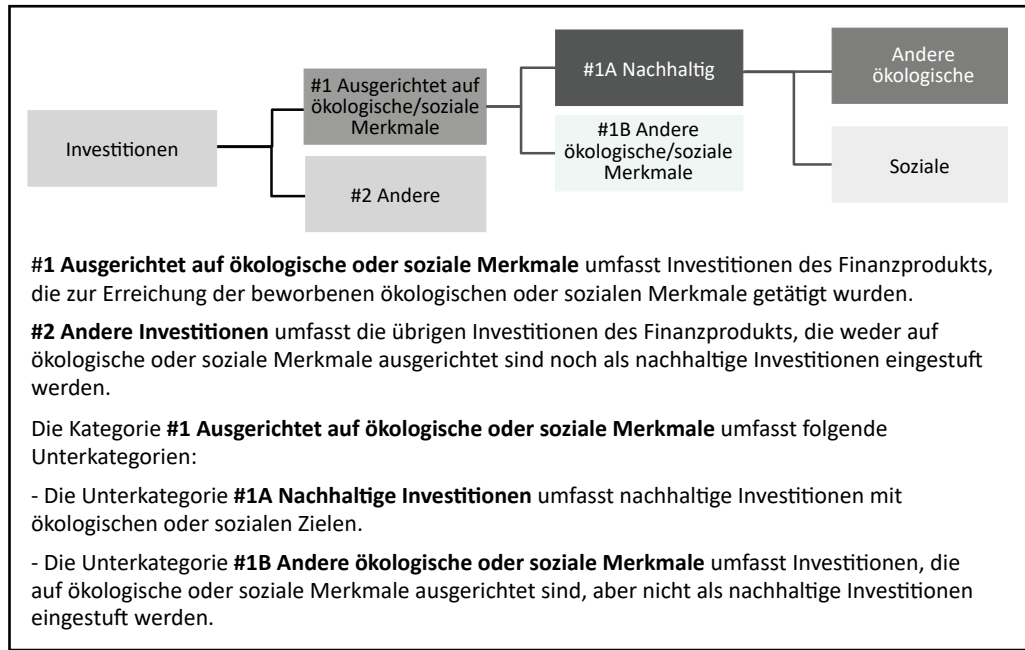 Investitionen
#1 Ausgerichtet auf
ökologische/soziale
Merkmale
#2 Andere
#1A Nachhaltig
#1B Andere
ökologische/soziale
Merkmale
Andere
ökologische
Soziale
#1 Ausgerichtet auf ökologische oder soziale Merkmale umfasst Investitionen des Finanzprodukts,
die zur Erreichung der beworbenen ökologischen oder sozialen Merkmale getätigt wurden.
#2 Andere Investitionen umfasst die übrigen Investitionen des Finanzprodukts, die weder auf
ökologische oder soziale Merkmale ausgerichtet sind noch als nachhaltige Investitionen eingestuft
werden.
Die Kategorie #1 Ausgerichtet auf ökologische oder soziale Merkmale umfasst folgende
Unterkategorien:
- Die Unterkategorie #1A Nachhaltige Investitionen umfasst nachhaltige Investitionen mit
ökologischen oder sozialen Zielen.
- Die Unterkategorie #1B Andere ökologische oder soziale Merkmale umfasst Investitionen, die
auf ökologische oder soziale Merkmale ausgerichtet sind, aber nicht als nachhaltige Investitionen
eingestuft werden.